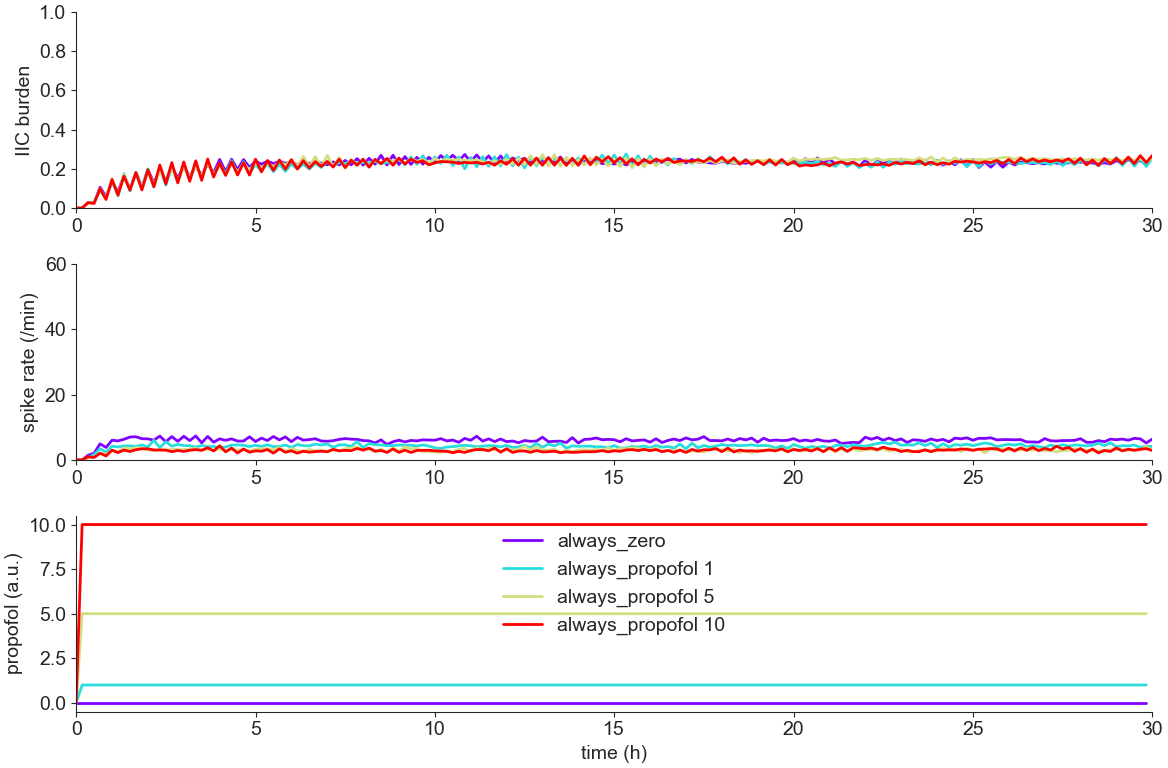 IIC burden
1.0
0.8
0.6
0.4
0.2
0.0
0 5 10 15 20 25 30
spike rate (/min)
60
40
20
0
0 5 10 15 20 25 30
propofol (a.u.)
10.0
7.5
5.0
2.5
0.0
always_zero
always_propofol 1
always_propofol 5
always_propofol 10
0 5 10 15 20 25 30
time (h)